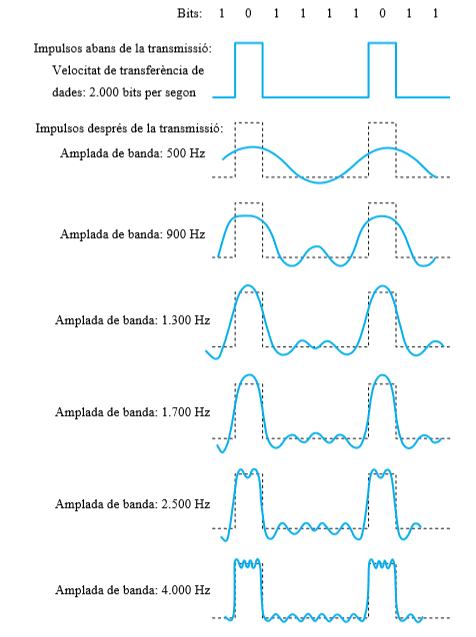 Bits: 1 0 1 1 1 1 0 1 1
Impulsos abans de la transmissió:
Velocitat de transferència de
dades: 2.000 bits per segon
Impulsos després de la transmissió:
Amplada de banda: 500 Hz
Amplada de banda: 900 Hz
Amplada de banda: 1.300 Hz
Amplada de banda: 1.700 Hz
Amplada de banda: 2.500 Hz
Amplada de banda: 4.000 Hz